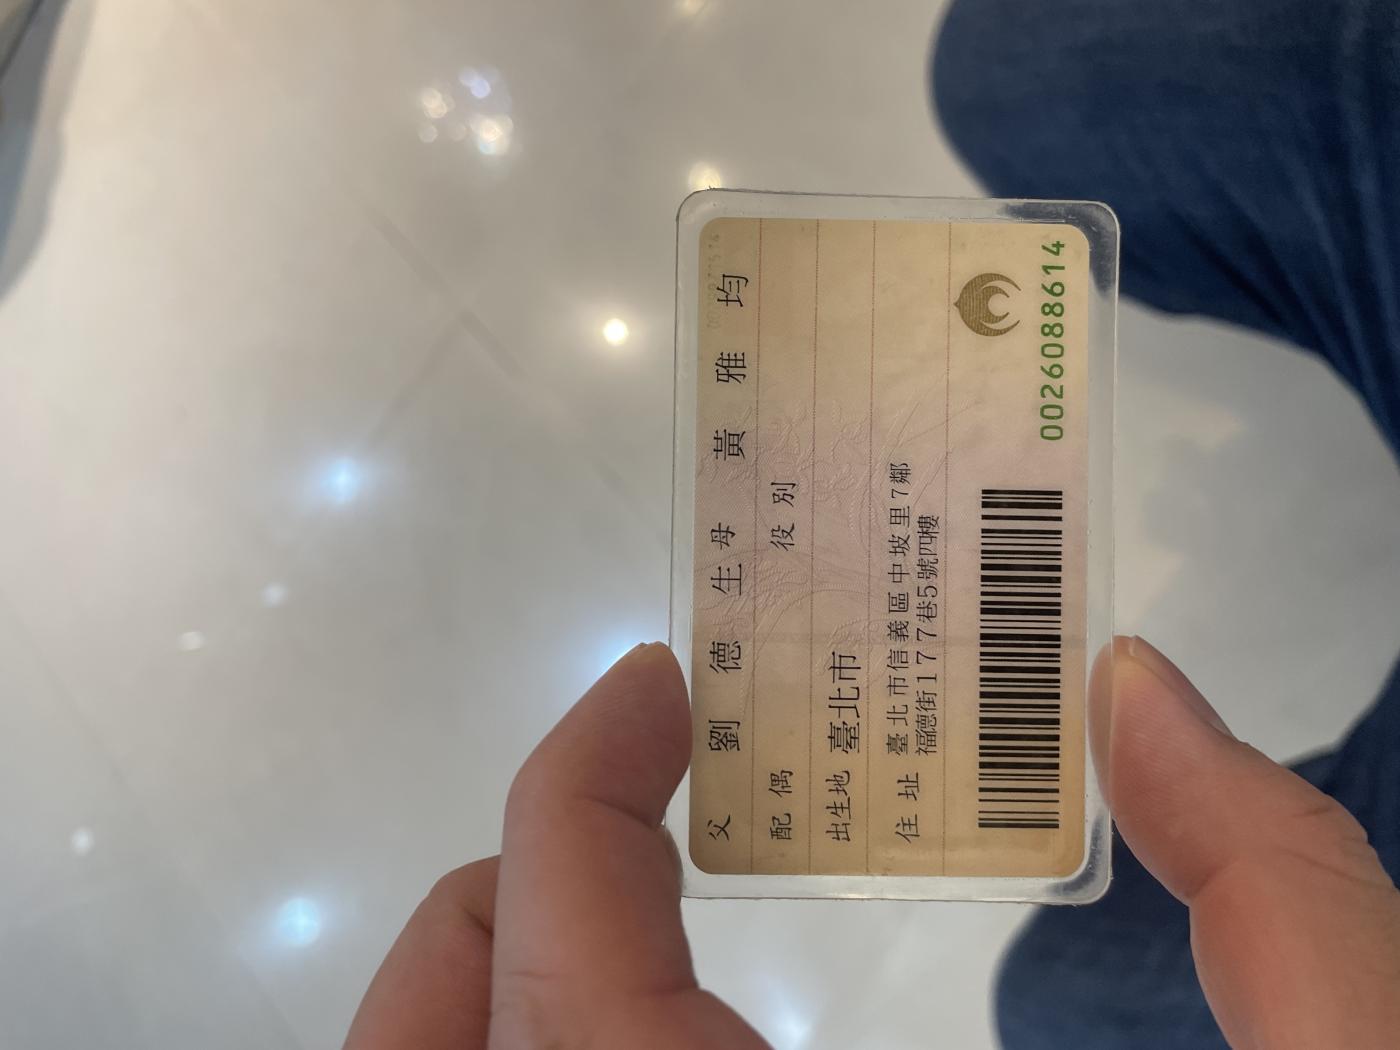 父 劉德生 母 黃雅均
配偶 役別
出生地 臺北市
住址 臺北市信義區中坡里7鄰
福德街177巷5號四樓
0026088614